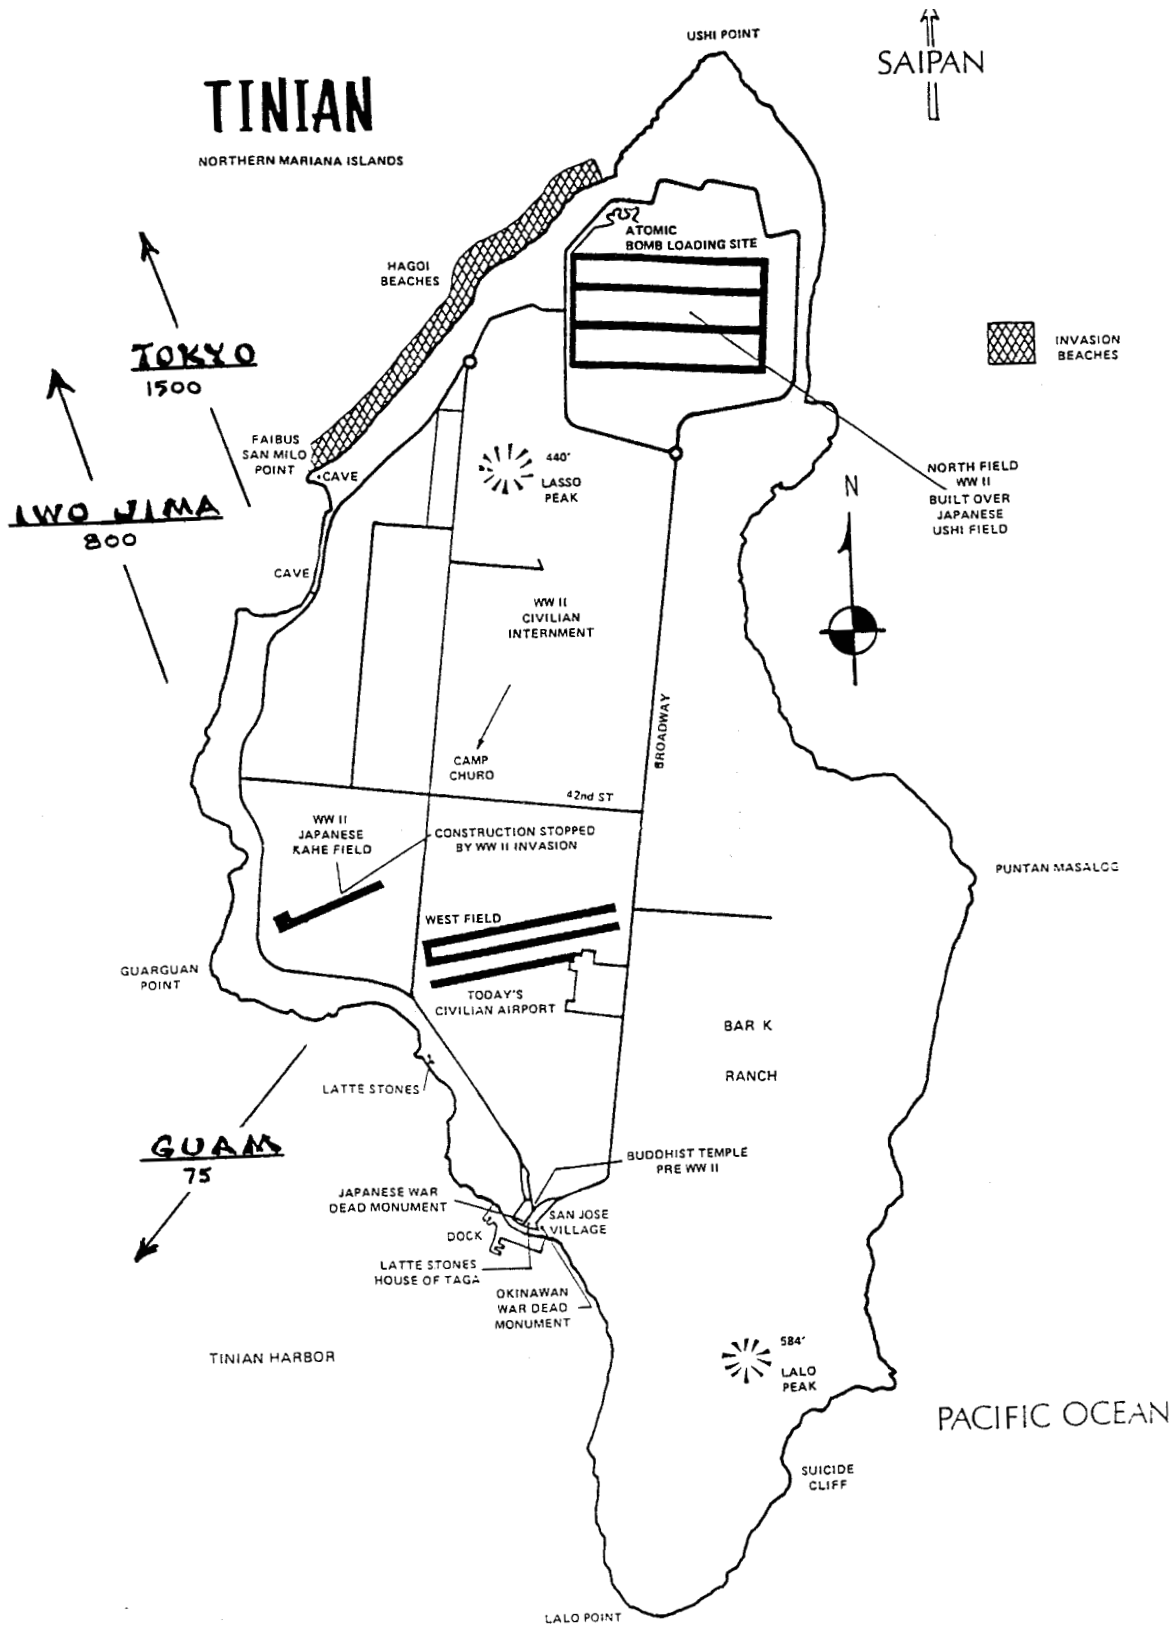 USHI POINT
SAIPAN
TINIAN
NORTHERN MARIANA ISLANDS
ATOMIC
BOMB LOADING SITE
HAGOI
BEACHES
INVASION
BEACHES
TOKYO
1500
FAIBUS
SAN MILO
POINT
CAVE
440'
LASSO
PEAK
NORTH FIELD
WW II
BUILT OVER
JAPANESE
USHI FIELD
N
IWO JIMA
800
CAVE
WW II
CIVILIAN
INTERNMENT
BROADWAY
CAMP
CHURO
42nd ST
WW II
JAPANESE
KAHE FIELD
CONSTRUCTION STOPPED
BY WW II INVASION
PUNTAN MASALOG
WEST FIELD
GUARGUAN
POINT
TODAY'S
CIVILIAN AIRPORT
BAR K
RANCH
LATTE STONES
GUAM
75
BUDDHIST TEMPLE
PRE WW II
JAPANESE WAR
DEAD MONUMENT
SAN JOSE
VILLAGE
DOCK
LATTE STONES
HOUSE OF TAGA
OKINAWAN
WAR DEAD
MONUMENT
TINIAN HARBOR
584'
LALO
PEAK
PACIFIC OCEAN
SUICIDE
CLIFF
LALO POINT